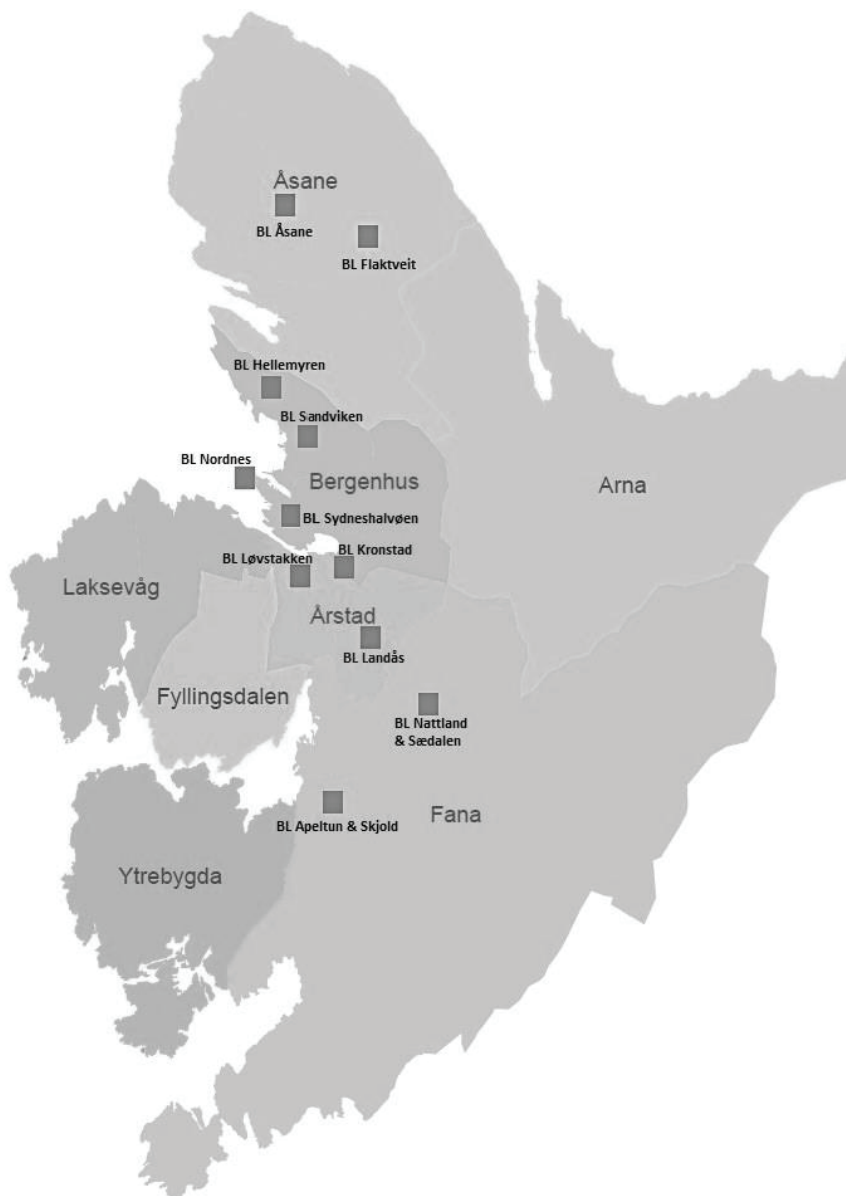 Åsane
BL Åsane
BL Flaktveit
BL Hellemyren
BL Sandviken
BL Nordnes
Bergenhus
Arna
BL Sydneshalvøen
BL Kronstad
BL Løvstakken
Laksevåg
Årstad
BL Landås
Fyllingsdalen
BL Nattland
& Sædalen
Fana
BL Apeltun & Skjold
Ytrebygda